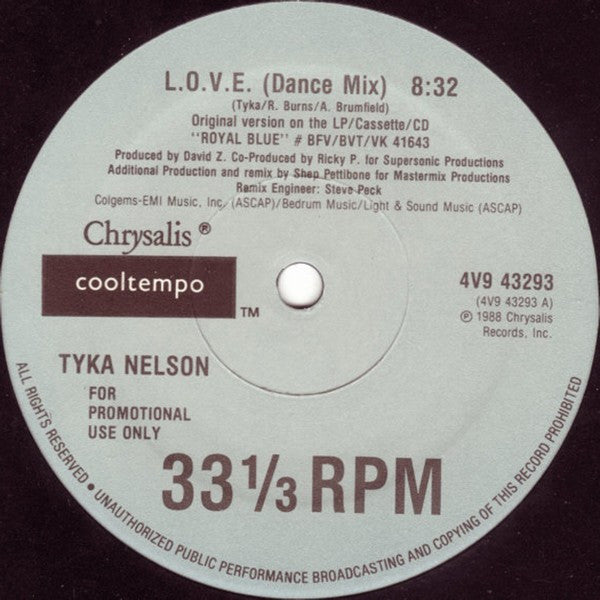 L.O.V.E. (Dance Mix) 8:32
(Tyka/R. Burns/A. Brumfield)
Original version on the LP/Cassette/CD
"ROYAL BLUE" # BFV/BVT/VK 41643
Produced by David Z. Co-Produced by Ricky P. for Supersonic Productions
Additional Production and remix by Shep Pettibone for Mastermix Productions
Remix Engineer: Steve Peck
Colgems-EMI Music, Inc. (ASCAP)/Bedrum Music/Light & Sound Music (ASCAP)
Chrysalis ®
cooltempo
TM
4V9 43293
(4V9 43293 A)
℗ 1988 Chrysalis
Records, Inc.
TYKA NELSON
FOR
PROMOTIONAL
USE ONLY
33 1/3 RPM
ALL RIGHTS RESERVED • UNAUTHORIZED PUBLIC PERFORMANCE BROADCASTING AND COPYING OF THIS RECORD PROHIBITED